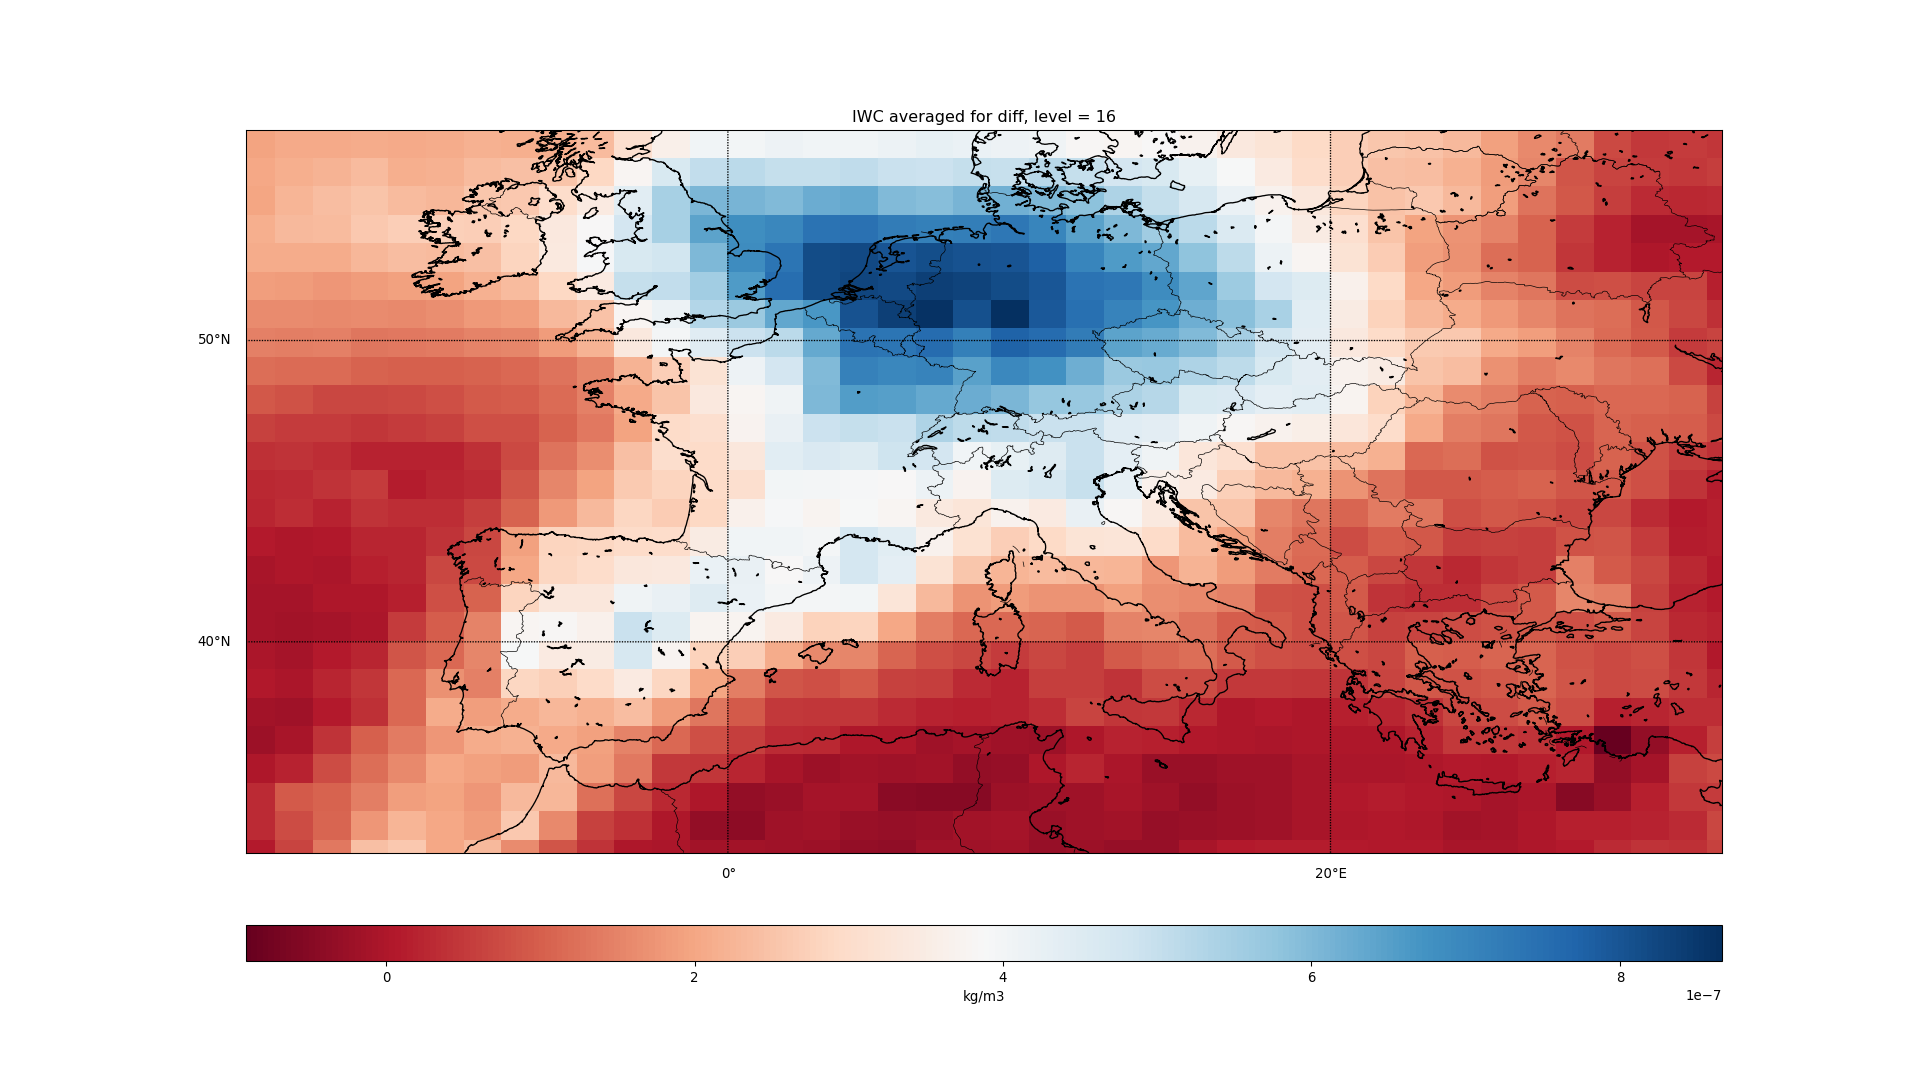 IWC averaged for diff, level = 16
50°N
40°N
0°
20°E
0
2
4
6
8
kg/m3
1e−7